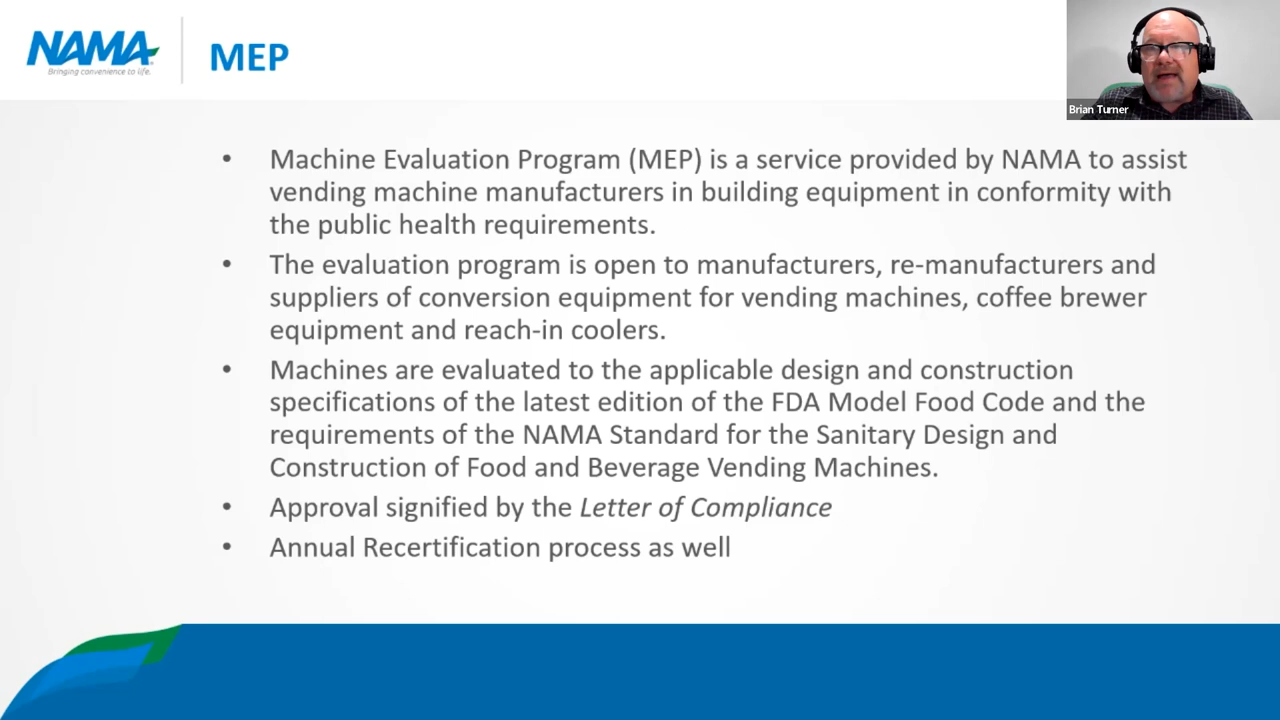 NAMA
Bringing convenience to life.
MEP
Brian Turner
• Machine Evaluation Program (MEP) is a service provided by NAMA to assist
vending machine manufacturers in building equipment in conformity with
the public health requirements.
• The evaluation program is open to manufacturers, re-manufacturers and
suppliers of conversion equipment for vending machines, coffee brewer
equipment and reach-in coolers.
• Machines are evaluated to the applicable design and construction
specifications of the latest edition of the FDA Model Food Code and the
requirements of the NAMA Standard for the Sanitary Design and
Construction of Food and Beverage Vending Machines.
• Approval signified by the Letter of Compliance
• Annual Recertification process as well